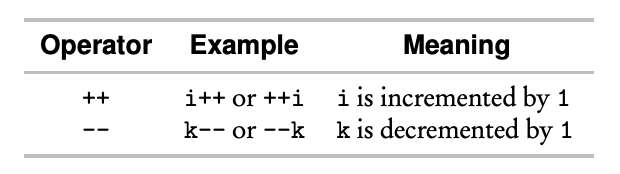 Operator Example Meaning
++ i++ or ++i i is incremented by 1
-- k-- or --k k is decremented by 1